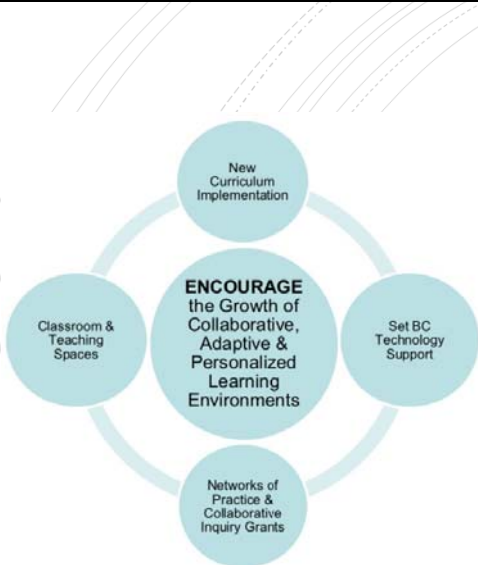 New
Curriculum
Implementation
ENCOURAGE
the Growth of
Collaborative,
Adaptive &
Personalized
Learning
Environments
Classroom &
Teaching
Spaces
Set BC
Technology
Support
Networks of
Practice &
Collaborative
Inquiry Grants